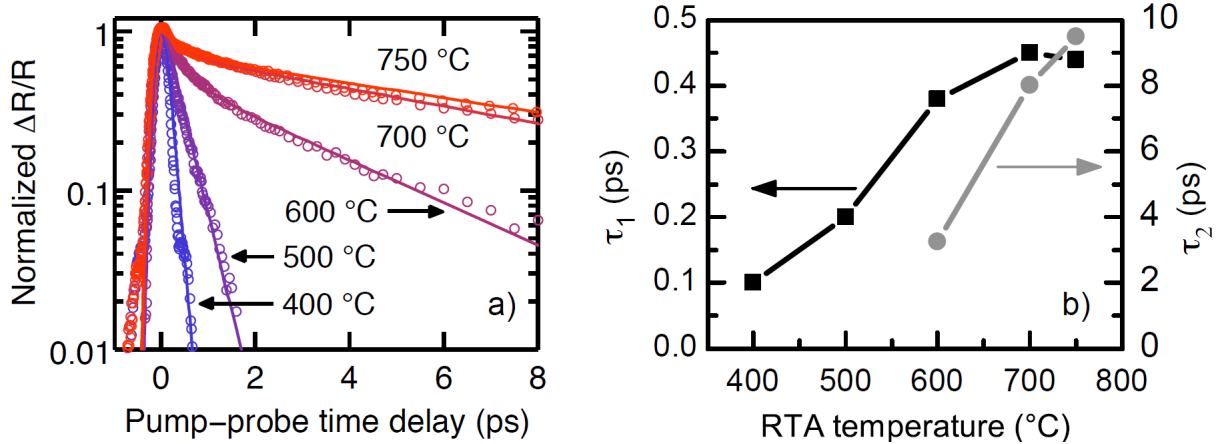 1
0.1
0.01
Normalized ΔR/R
750 °C
700 °C
600 °C
500 °C
400 °C
a)
0 2 4 6 8
Pump−probe time delay (ps)
0.5
0.4
0.3
0.2
0.1
0.0
τ1 (ps)
10
8
6
4
2
0
τ2 (ps)
b)
400 500 600 700 800
RTA temperature (°C)